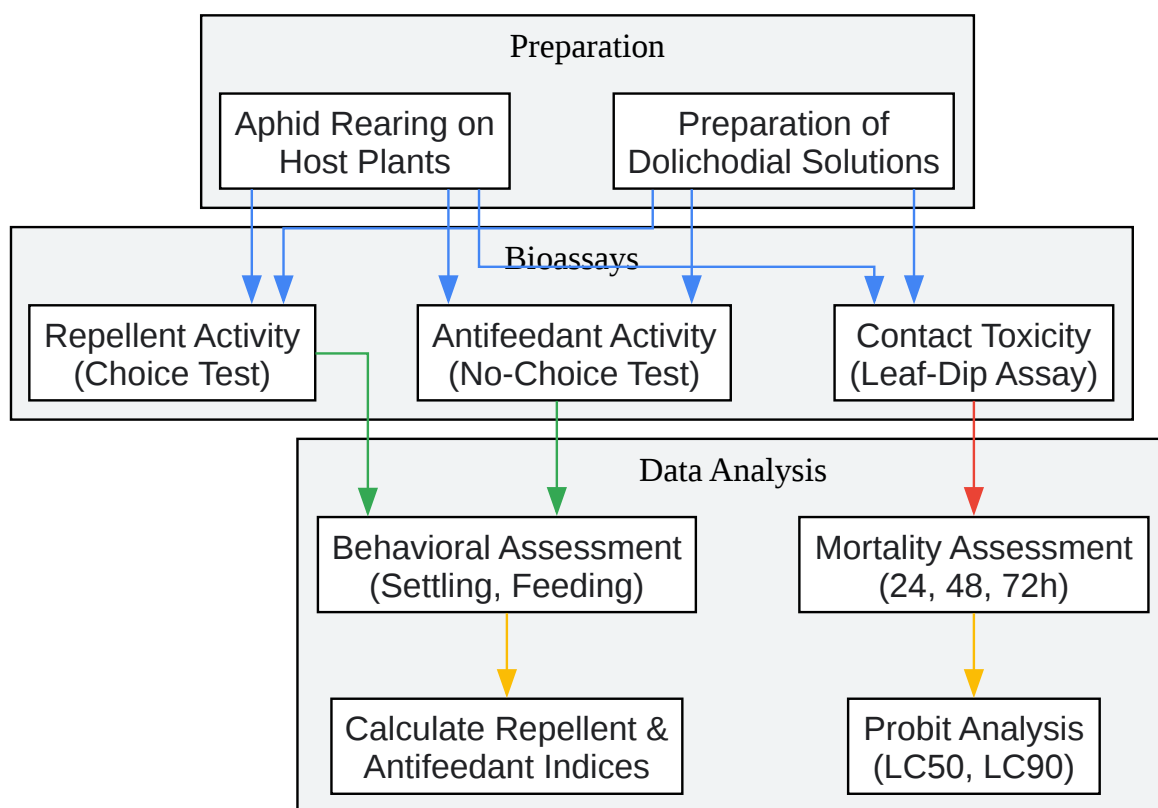 Preparation
Aphid Rearing on
Host Plants
Preparation of
Dolichodial Solutions
Bioassays
Repellent Activity
(Choice Test)
Antifeedant Activity
(No-Choice Test)
Contact Toxicity
(Leaf-Dip Assay)
Data Analysis
Behavioral Assessment
(Settling, Feeding)
Mortality Assessment
(24, 48, 72h)
Calculate Repellent &
Antifeedant Indices
Probit Analysis
(LC50, LC90)